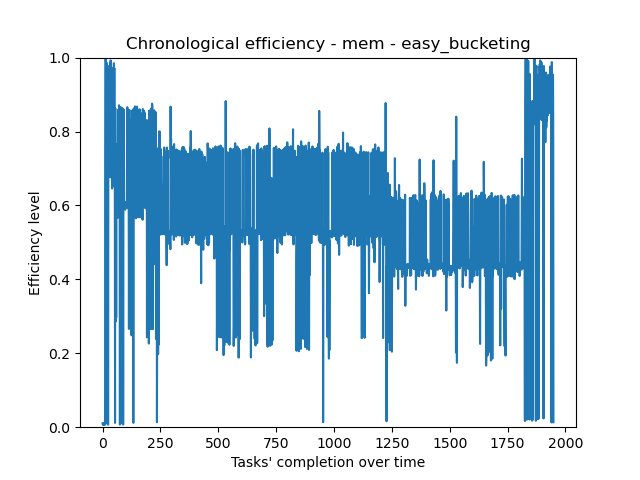 Chronological efficiency - mem - easy_bucketing
1.0
0.8
0.6
0.4
0.2
0.0
Efficiency level
0 250 500 750 1000 1250 1500 1750 2000
Tasks' completion over time